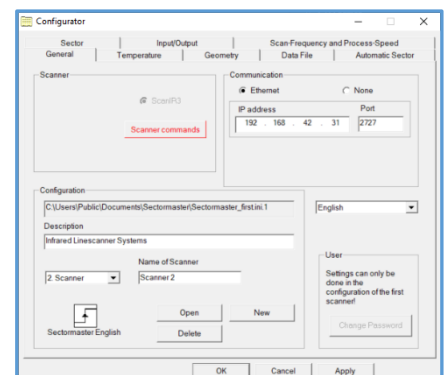 Configurator
Sector Input/Output Scan-Frequency and Process-Speed
General Temperature Geometry Data File Automatic Sector
Scanner
ScanIR3
Scanner commands
Communication
Ethernet None
IP address Port
192 . 168 . 42 . 31 2727
Configuration
C:\Users\Public\Documents\Sectormaster\Sectormaster_first.ini.1
English
Description
Infrared Linescanner Systems
Name of Scanner
2. Scanner Scanner 2
Sectormaster English
Open New
Delete
User
Settings can only be
done in the
configuration of the first
scanner!
Change Password
OK Cancel Apply